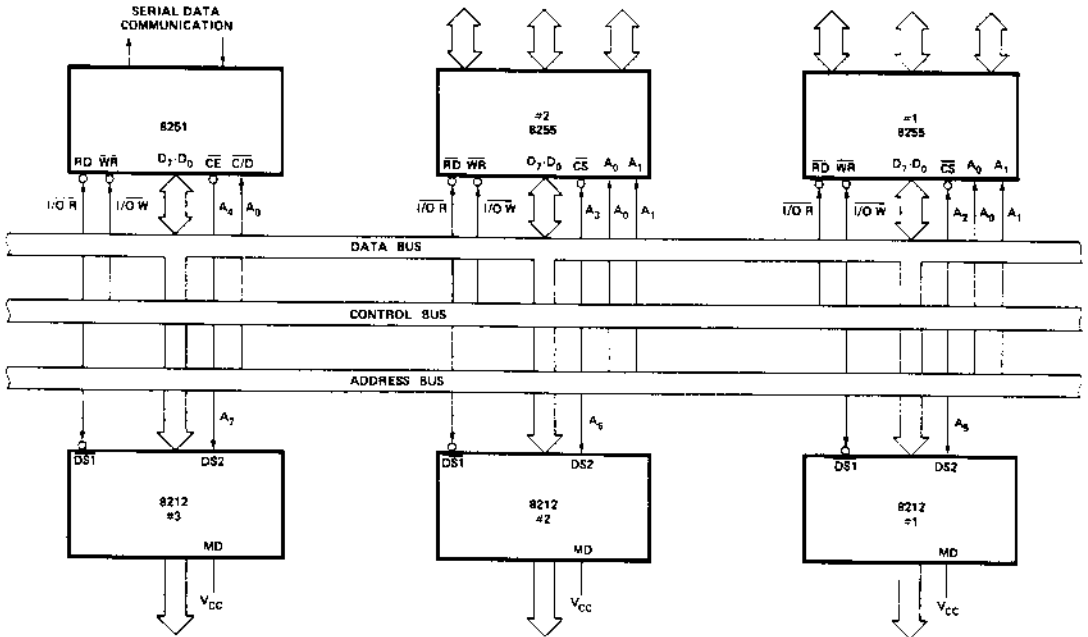 SERIAL DATA
COMMUNICATION
8251
RD WR D7-D0 CE C/D
I/O R I/O W A4 A0
#2
8255
RD WR D7-D0 CS A0 A1
I/O R I/O W A3 A0 A1
#1
8255
RD WR D7-D0 CS A0 A1
I/O R I/O W A2 A0 A1
DATA BUS
CONTROL BUS
ADDRESS BUS
A7
DS1 DS2
8212
#3
MD
VCC
A6
DS1 DS2
8212
#2
MD
VCC
A5
DS1 DS2
8212
#1
MD
VCC